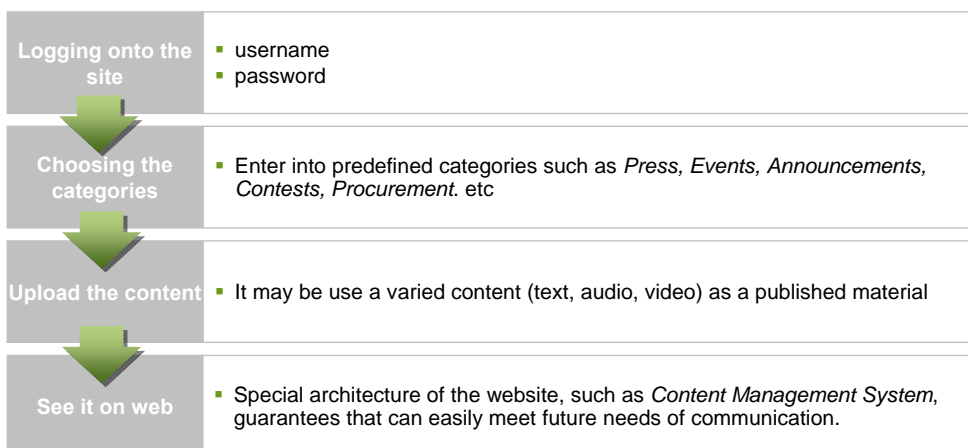 Logging onto the
site
▪ username
▪ password
Choosing the
categories
▪ Enter into predefined categories such as Press, Events, Announcements,
Contests, Procurement. etc
Upload the content
▪ It may be use a varied content (text, audio, video) as a published material
See it on web
▪ Special architecture of the website, such as Content Management System,
guarantees that can easily meet future needs of communication.